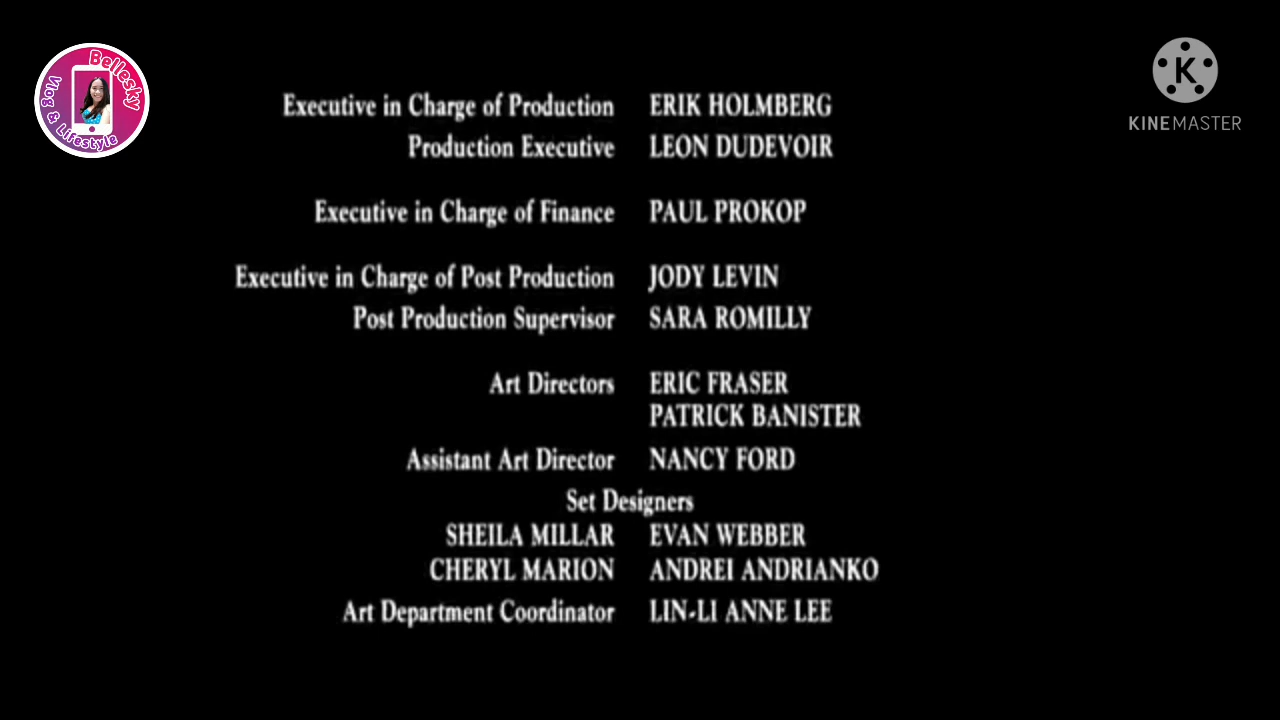 Bellesky
Vlog & Lifestyle
K
KINEMASTER
Executive in Charge of Production ERIK HOLMBERG
Production Executive LEON DUDEVOIR
Executive in Charge of Finance PAUL PROKOP
Executive in Charge of Post Production JODY LEVIN
Post Production Supervisor SARA ROMILLY
Art Directors ERIC FRASER
PATRICK BANISTER
Assistant Art Director NANCY FORD
Set Designers
SHEILA MILLAR EVAN WEBBER
CHERYL MARION ANDREI ANDRIANKO
Art Department Coordinator LIN-LI ANNE LEE